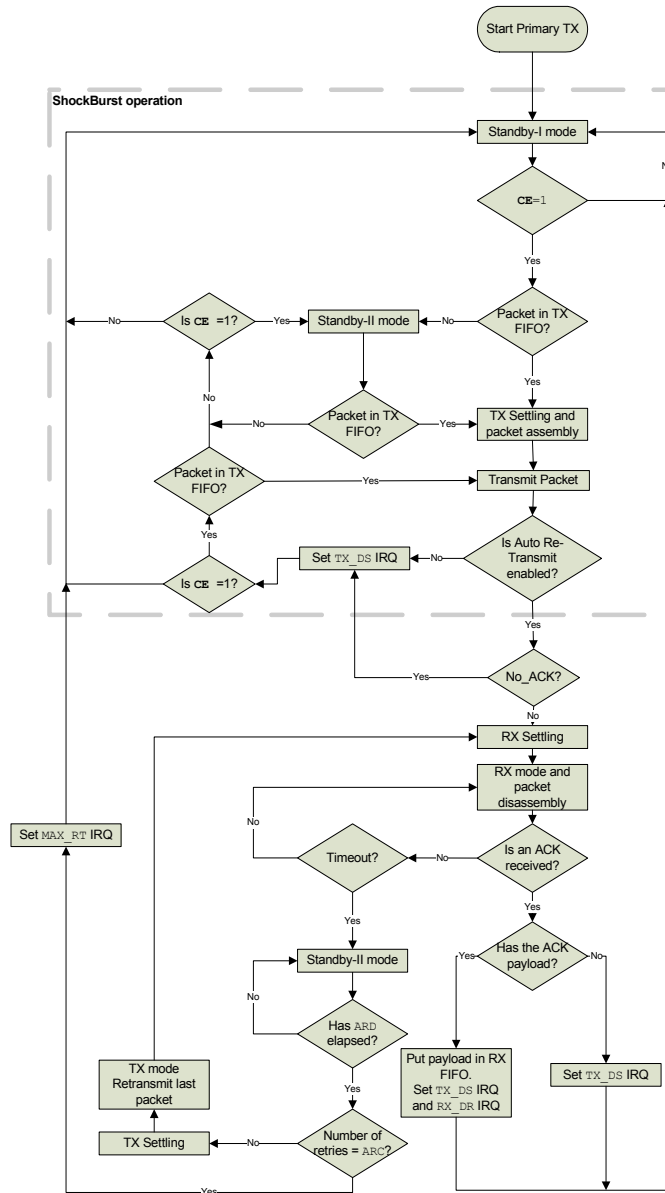 Start Primary TX
ShockBurst operation
Standby-I mode
CE=1
Yes
No
Is CE =1?
Yes
Standby-II mode
No
Packet in TX
FIFO?
No
Yes
Packet in TX
FIFO?
No
Yes
TX Settling and
packet assembly
Packet in TX
FIFO?
Yes
Transmit Packet
Yes
Is CE =1?
Set TX_DS IRQ
No
Is Auto Re-
Transmit
enabled?
Yes
Yes
No_ACK?
No
RX Settling
RX mode and
packet
disassembly
No
Set MAX_RT IRQ
Timeout?
No
Is an ACK
received?
Yes
Yes
Standby-II mode
Yes
Has the ACK
payload?
No
No
Has ARD
elapsed?
TX mode
Retransmit last
packet
Put payload in RX
FIFO.
Set TX_DS IRQ
and RX_DR IRQ
Set TX_DS IRQ
Yes
TX Settling
No
Number of
retries = ARC?
Yes